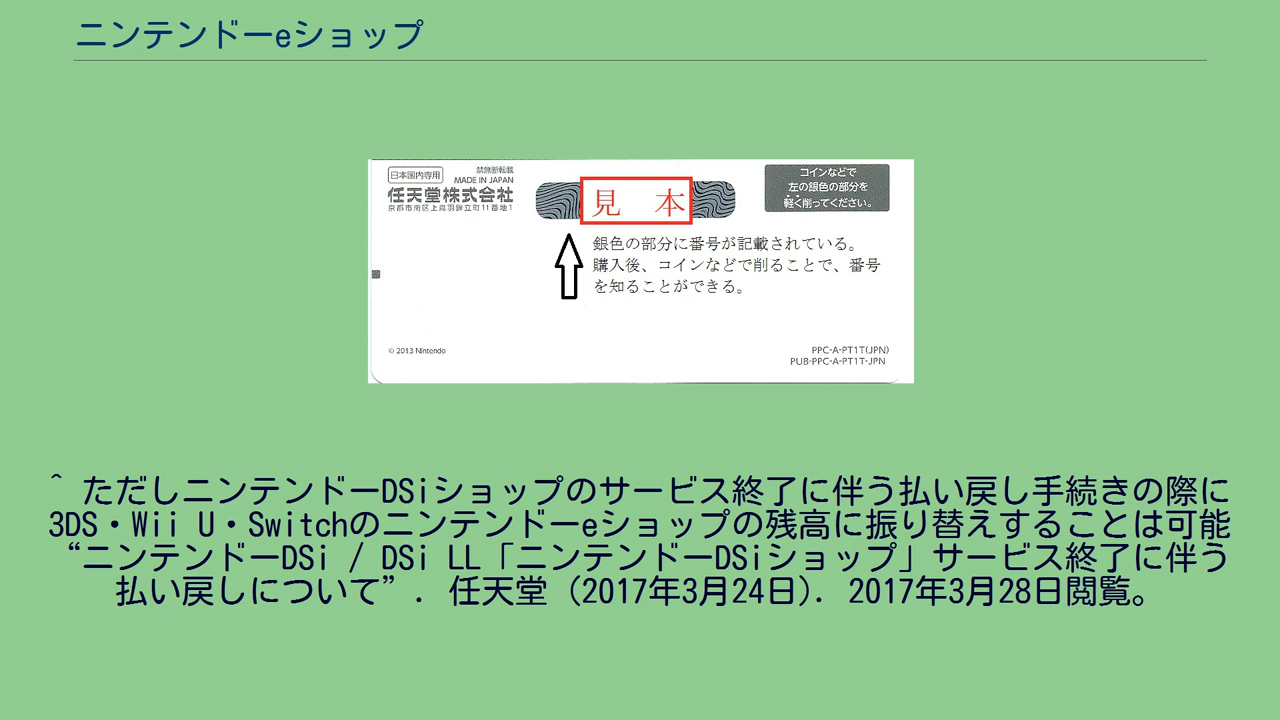 ニンテンドーeショップ
日本国内専用
禁無断転載
MADE IN JAPAN
任天堂株式会社
京都市南区上鳥羽鉾立町11番地1
見 本
コインなどで
左の銀色の部分を
軽く削ってください。
銀色の部分に番号が記載されている。
購入後、コインなどで削ることで、番号
を知ることができる。
© 2013 Nintendo
PPC-A-PT1T(JPN)
PUB-PPC-A-PT1T-JPN
^ ただしニンテンドーDSiショップのサービス終了に伴う払い戻し手続きの際に
3DS・Wii U・Switchのニンテンドーeショップの残高に振り替えすることは可能
“ニンテンドーDSi / DSi LL「ニンテンドーDSiショップ」サービス終了に伴う
払い戻しについて”. 任天堂 (2017年3月24日). 2017年3月28日閲覧。